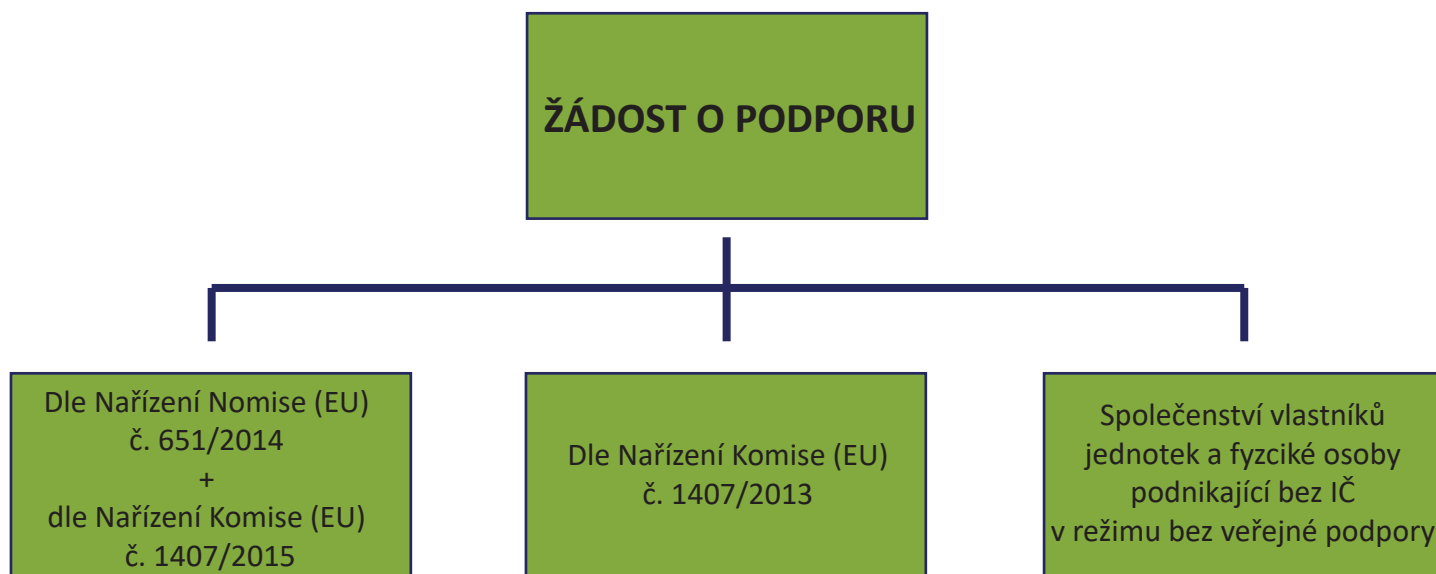 ŽÁDOST O PODPORU
Dle Nařízení Nomise (EU)
č. 651/2014
+
dle Nařízení Komise (EU)
č. 1407/2015
Dle Nařízení Komise (EU)
č. 1407/2013
Společenství vlastníků
jednotek a fyzciké osoby
podnikající bez IČ
v režimu bez veřejné podpory